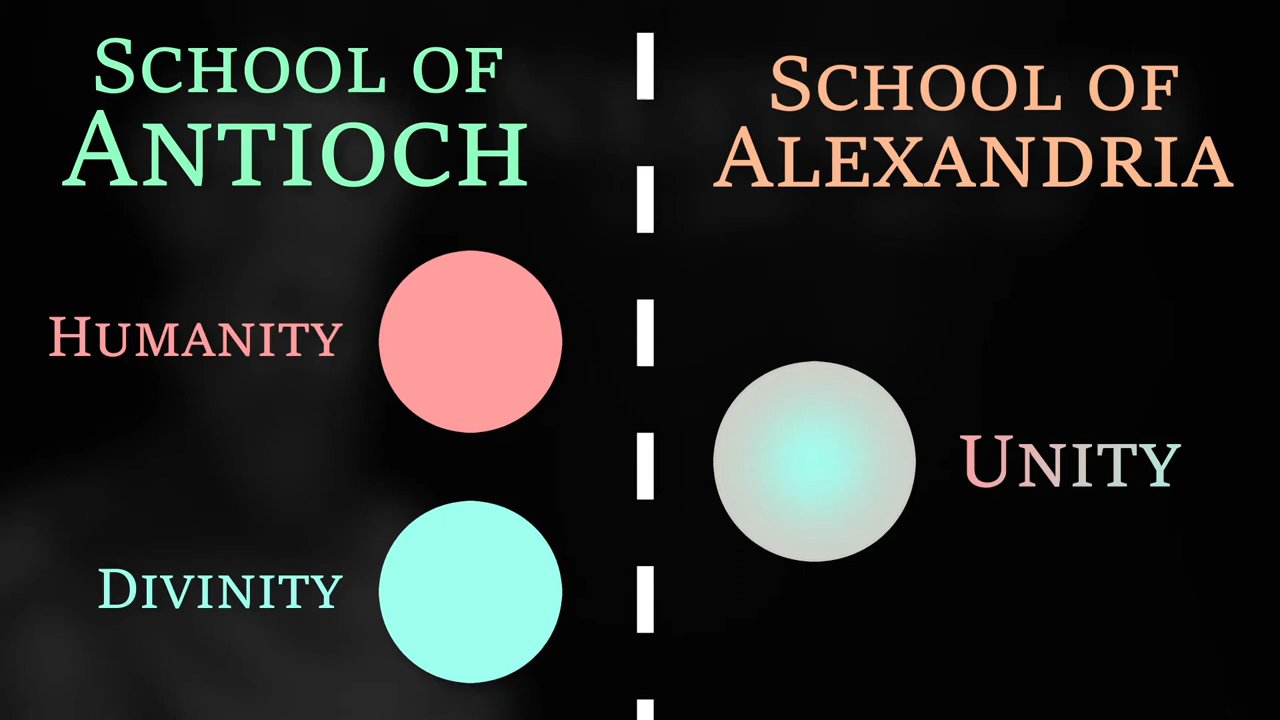 School of
Antioch
Humanity
Divinity
School of
Alexandria
Unity